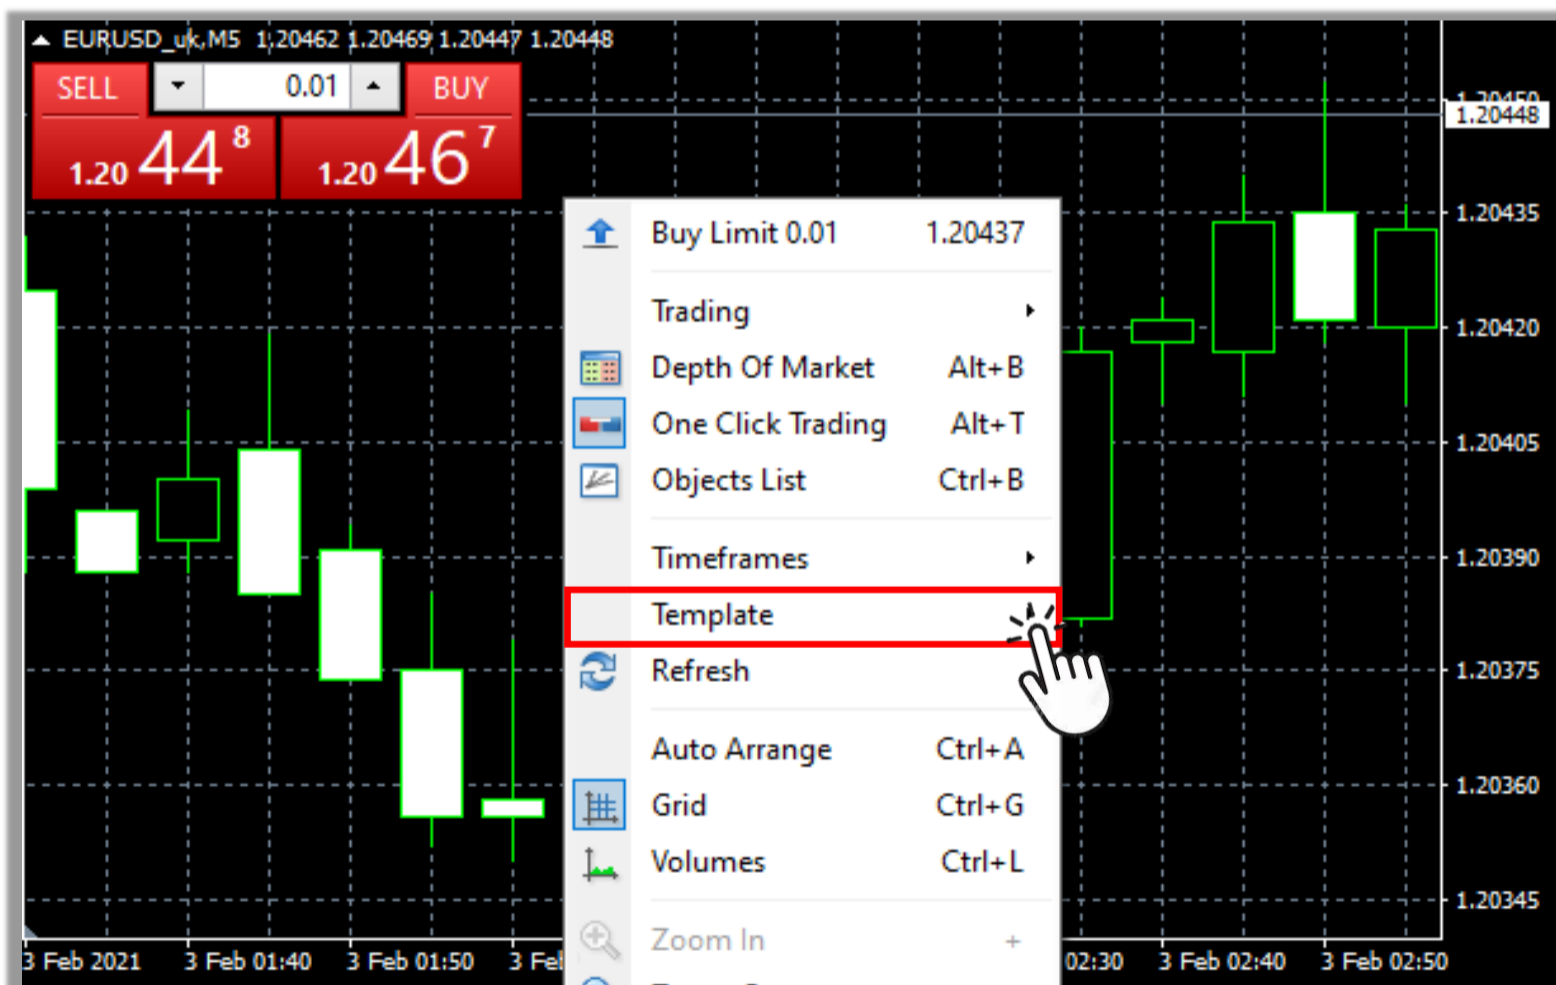 EURUSD_uk,M5 1.20462 1.20469 1.20447 1.20448
SELL 0.01 BUY
1.20 44 8 1.20 46 7
1.20450
1.20448
Buy Limit 0.01 1.20437
1.20435
Trading
1.20420
Depth Of Market Alt+B
One Click Trading Alt+T
1.20405
Objects List Ctrl+B
Timeframes
1.20390
Template
Refresh
1.20375
Auto Arrange Ctrl+A
1.20360
Grid Ctrl+G
Volumes Ctrl+L
1.20345
Zoom In +
3 Feb 2021 3 Feb 01:40 3 Feb 01:50 3 Feb 02:30 3 Feb 02:40 3 Feb 02:50